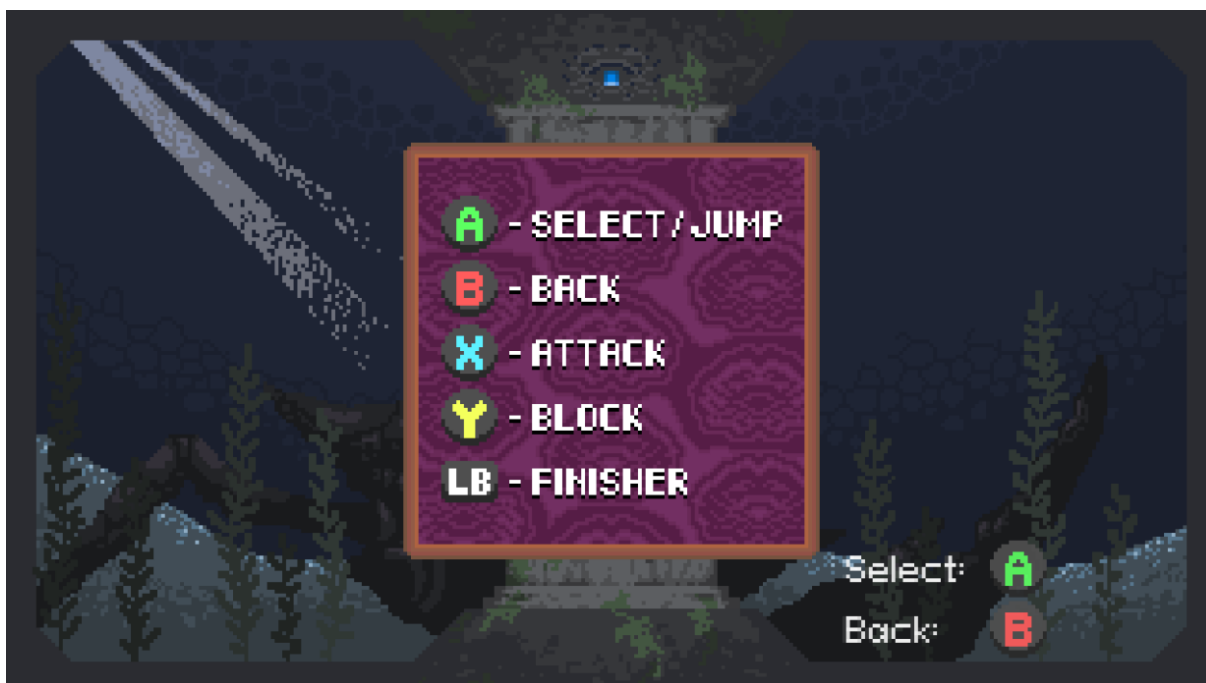 A - SELECT/JUMP
B - BACK
X - ATTACK
Y - BLOCK
LB - FINISHER
Select: A
Back: B